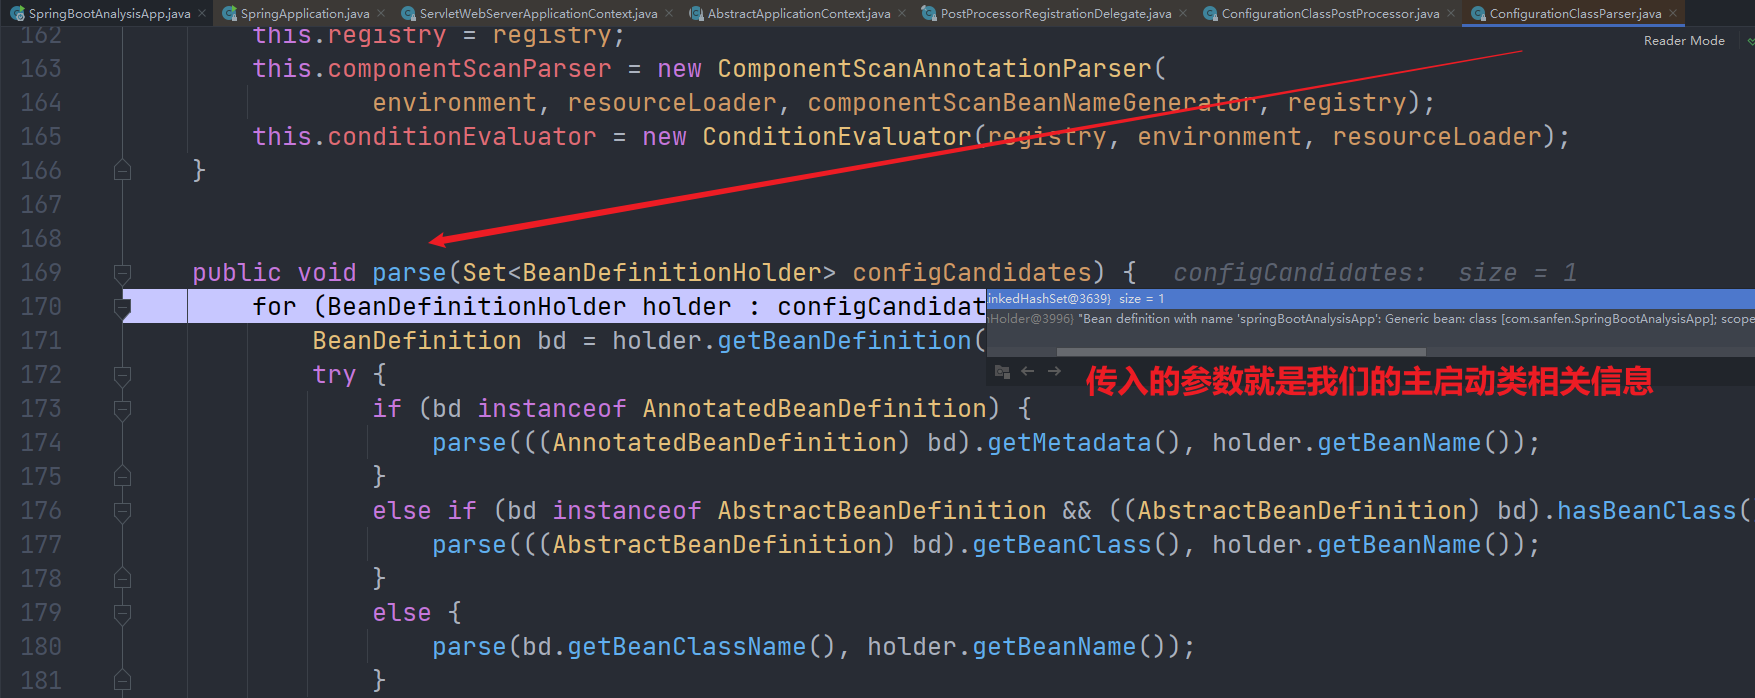 SpringBootAnalysisApp.java SpringApplication.java ServletWebServerApplicationContext.java AbstractApplicationContext.java PostProcessorRegistrationDelegate.java ConfigurationClassPostProcessor.java ConfigurationClassParser.java
Reader Mode
162 this.registry = registry;
163 this.componentScanParser = new ComponentScanAnnotationParser(
164 environment, resourceLoader, componentScanBeanNameGenerator, registry);
165 this.conditionEvaluator = new ConditionEvaluator(registry, environment, resourceLoader);
166 }
167
168
169 public void parse(Set<BeanDefinitionHolder> configCandidates) { configCandidates: size = 1
170 for (BeanDefinitionHolder holder : configCandidat
inkedHashSet@3639} size = 1
Holder@3996} "Bean definition with name 'springBootAnalysisApp': Generic bean: class [com.sanfen.SpringBootAnalysisApp]; scope
171 BeanDefinition bd = holder.getBeanDefinition(
172 try {
传入的参数就是我们的主启动类相关信息
173 if (bd instanceof AnnotatedBeanDefinition) {
174 parse(((AnnotatedBeanDefinition) bd).getMetadata(), holder.getBeanName());
175 }
176 else if (bd instanceof AbstractBeanDefinition && ((AbstractBeanDefinition) bd).hasBeanClass(
177 parse(((AbstractBeanDefinition) bd).getBeanClass(), holder.getBeanName());
178 }
179 else {
180 parse(bd.getBeanClassName(), holder.getBeanName());
181 }